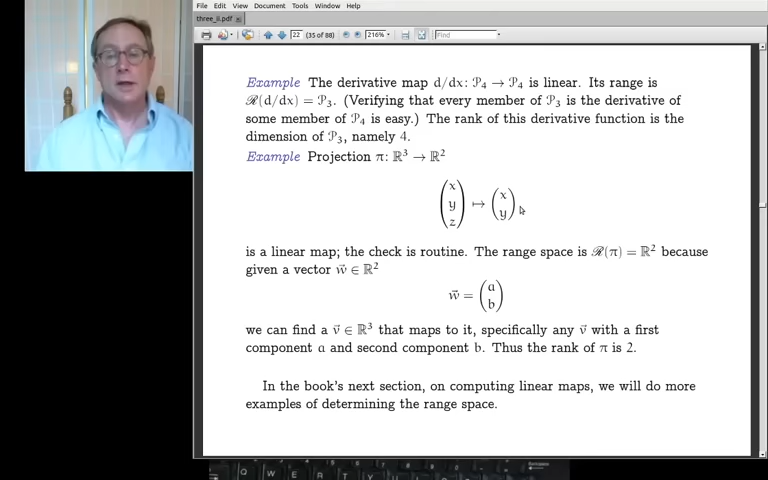 File Edit View Document Tools Window Help
three_ii.pdf
22 (35 of 88) 216% Find
Example The derivative map d/dx: 𝒫₄ → 𝒫₄ is linear. Its range is
ℛ(d/dx) = 𝒫₃. (Verifying that every member of 𝒫₃ is the derivative of
some member of 𝒫₄ is easy.) The rank of this derivative function is the
dimension of 𝒫₃, namely 4.
Example Projection π: ℝ³ → ℝ²
x
y
z
↦
x
y
is a linear map; the check is routine. The range space is ℛ(π) = ℝ² because
given a vector w⃗ ∈ ℝ²
w⃗ =
a
b
we can find a v⃗ ∈ ℝ³ that maps to it, specifically any v⃗ with a first
component a and second component b. Thus the rank of π is 2.
In the book's next section, on computing linear maps, we will do more
examples of determining the range space.
Q W E R T